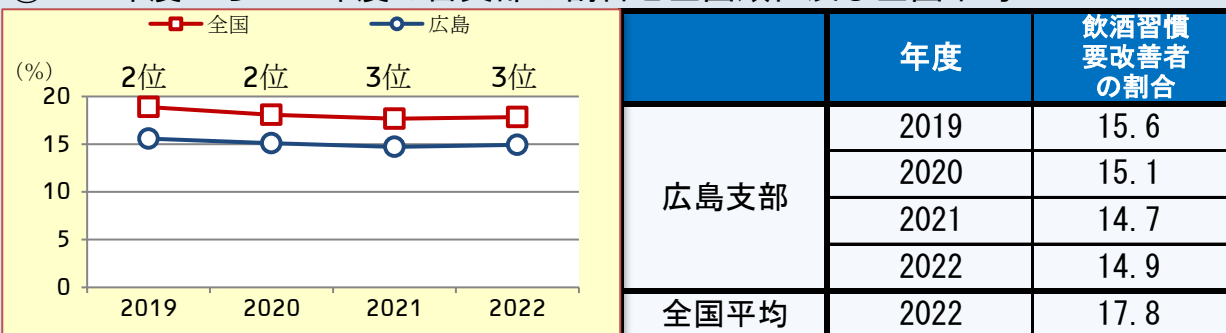 全国 広島
(%)
2位 2位 3位 3位
20
15
10
5
0
2019 2020 2021 2022
年度 飲酒習慣
要改善者
の割合
広島支部
2019 15.6
2020 15.1
2021 14.7
2022 14.9
全国平均 2022 17.8